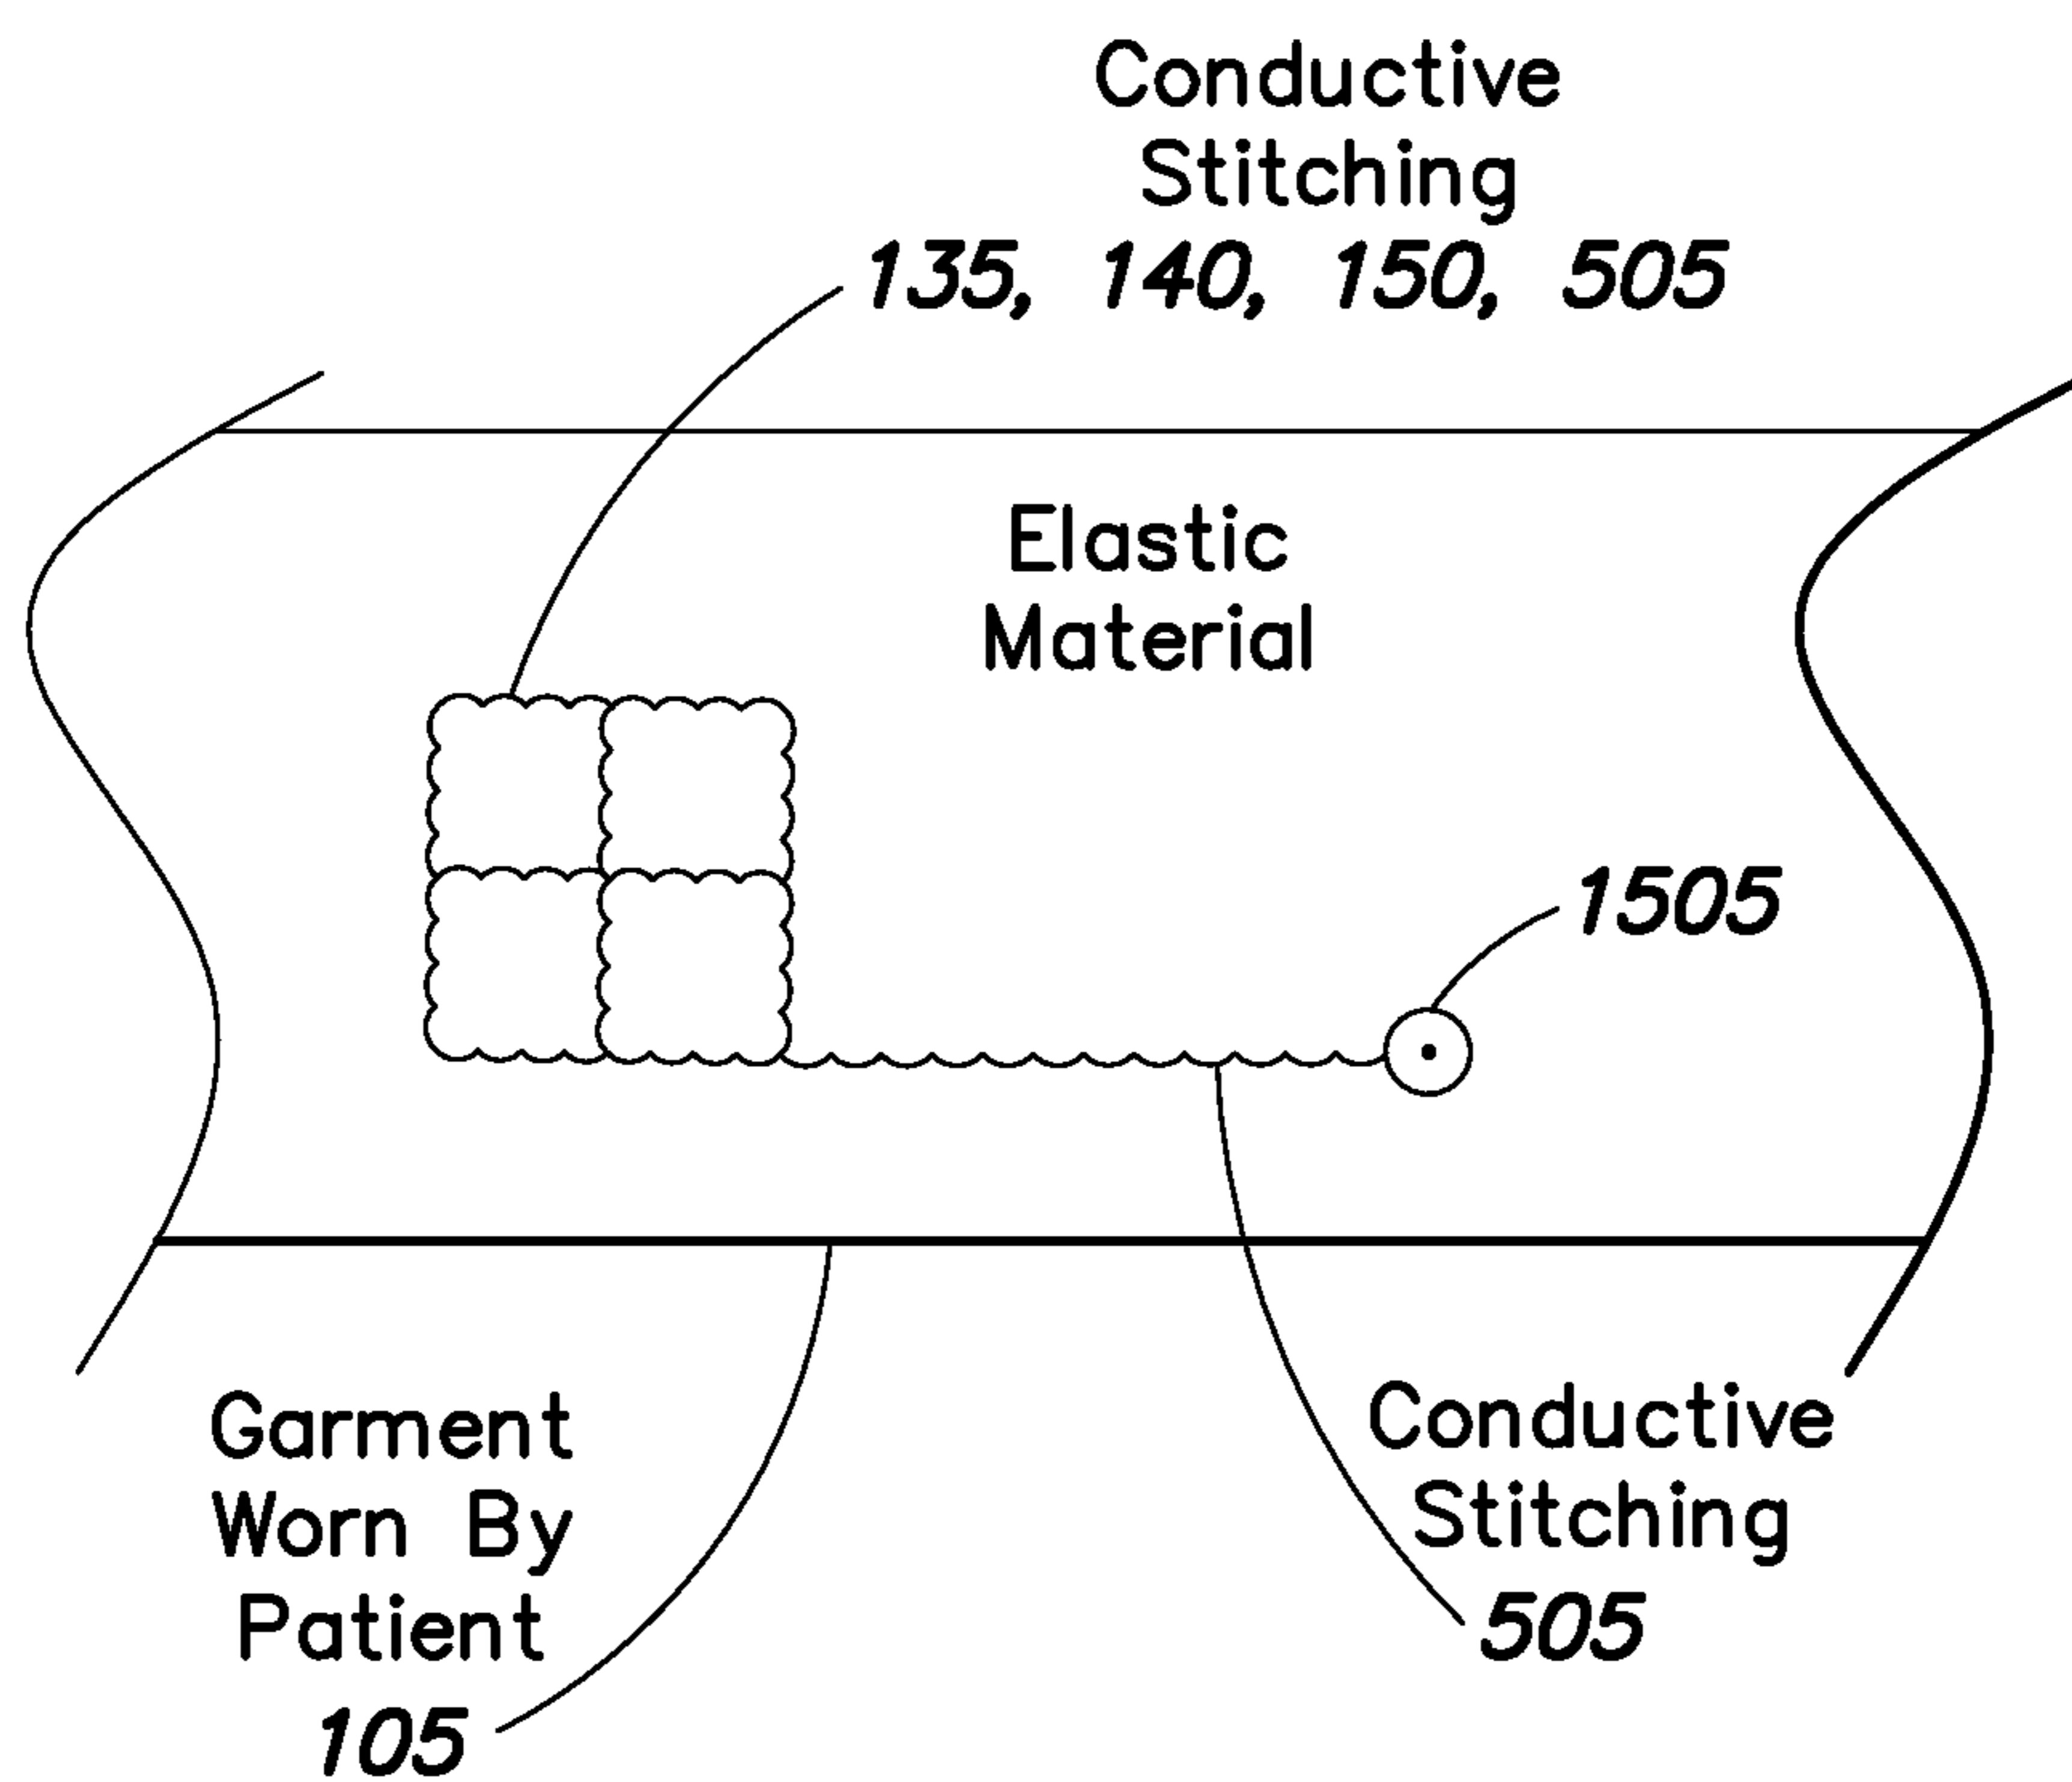 Conductive
Stitching
135, 140, 150, 505
Elastic
Material
1505
Garment
Worn By
Patient
105
Conductive
Stitching
505